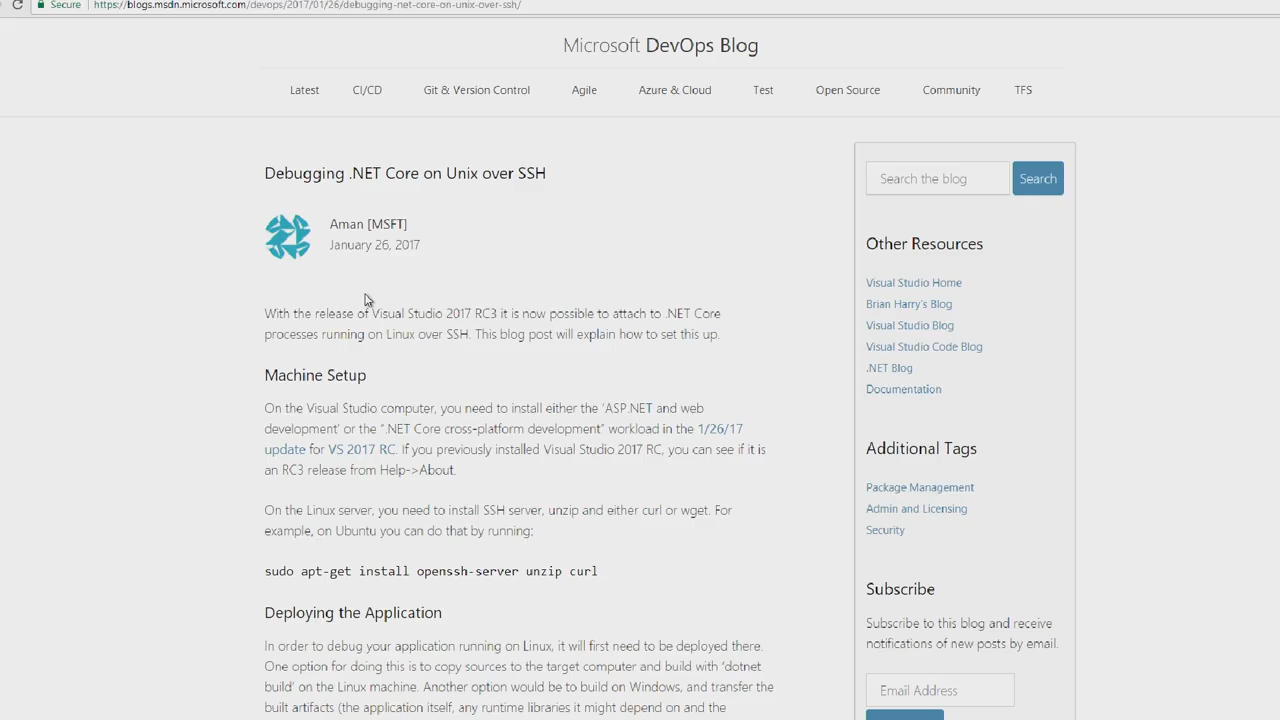 Secure https://blogs.msdn.microsoft.com/devops/2017/01/26/debugging-net-core-on-unix-over-ssh/
Microsoft DevOps Blog
Latest CI/CD Git & Version Control Agile Azure & Cloud Test Open Source Community TFS
Debugging .NET Core on Unix over SSH
Aman [MSFT]
January 26, 2017
With the release of Visual Studio 2017 RC3 it is now possible to attach to .NET Core
processes running on Linux over SSH. This blog post will explain how to set this up.
Machine Setup
On the Visual Studio computer, you need to install either the 'ASP.NET and web
development' or the ".NET Core cross-platform development" workload in the 1/26/17
update for VS 2017 RC. If you previously installed Visual Studio 2017 RC, you can see if it is
an RC3 release from Help->About.
On the Linux server, you need to install SSH server, unzip and either curl or wget. For
example, on Ubuntu you can do that by running:
sudo apt-get install openssh-server unzip curl
Deploying the Application
In order to debug your application running on Linux, it will first need to be deployed there.
One option for doing this is to copy sources to the target computer and build with 'dotnet
build' on the Linux machine. Another option would be to build on Windows, and transfer the
built artifacts (the application itself, any runtime libraries it might depend on and the
Search the blog Search
Other Resources
Visual Studio Home
Brian Harry's Blog
Visual Studio Blog
Visual Studio Code Blog
.NET Blog
Documentation
Additional Tags
Package Management
Admin and Licensing
Security
Subscribe
Subscribe to this blog and receive
notifications of new posts by email.
Email Address